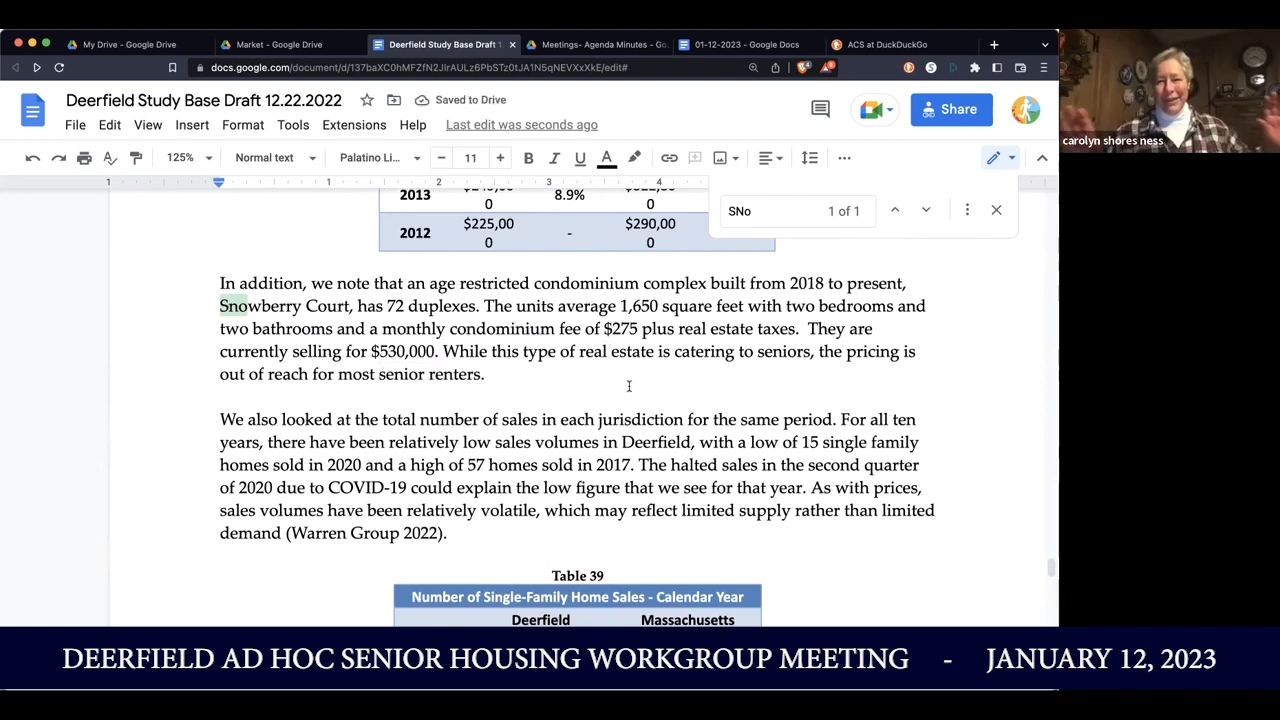 My Drive - Google Drive
Market - Google Drive
Deerfield Study Base Draft 1
Meetings- Agenda Minutes - Go
01-12-2023 - Google Docs
ACS at DuckDuckGo
Deerfield Study Base Draft 12.22.2022
Saved to Drive
File Edit View Insert Format Tools Extensions Help Last edit was seconds ago
Share
carolyn shores ness
125% Normal text Palatino Li... 11 B I U A
1 1 2 3 4
SNo 1 of 1
2013 8.9%
0 0
2012 $225,00 - $290,00
0 0
In addition, we note that an age restricted condominium complex built from 2018 to present,
Snowberry Court, has 72 duplexes. The units average 1,650 square feet with two bedrooms and
two bathrooms and a monthly condominium fee of $275 plus real estate taxes. They are
currently selling for $530,000. While this type of real estate is catering to seniors, the pricing is
out of reach for most senior renters.
We also looked at the total number of sales in each jurisdiction for the same period. For all ten
years, there have been relatively low sales volumes in Deerfield, with a low of 15 single family
homes sold in 2020 and a high of 57 homes sold in 2017. The halted sales in the second quarter
of 2020 due to COVID-19 could explain the low figure that we see for that year. As with prices,
sales volumes have been relatively volatile, which may reflect limited supply rather than limited
demand (Warren Group 2022).
Table 39
Number of Single-Family Home Sales - Calendar Year
Deerfield Massachusetts
DEERFIELD AD HOC SENIOR HOUSING WORKGROUP MEETING - JANUARY 12, 2023